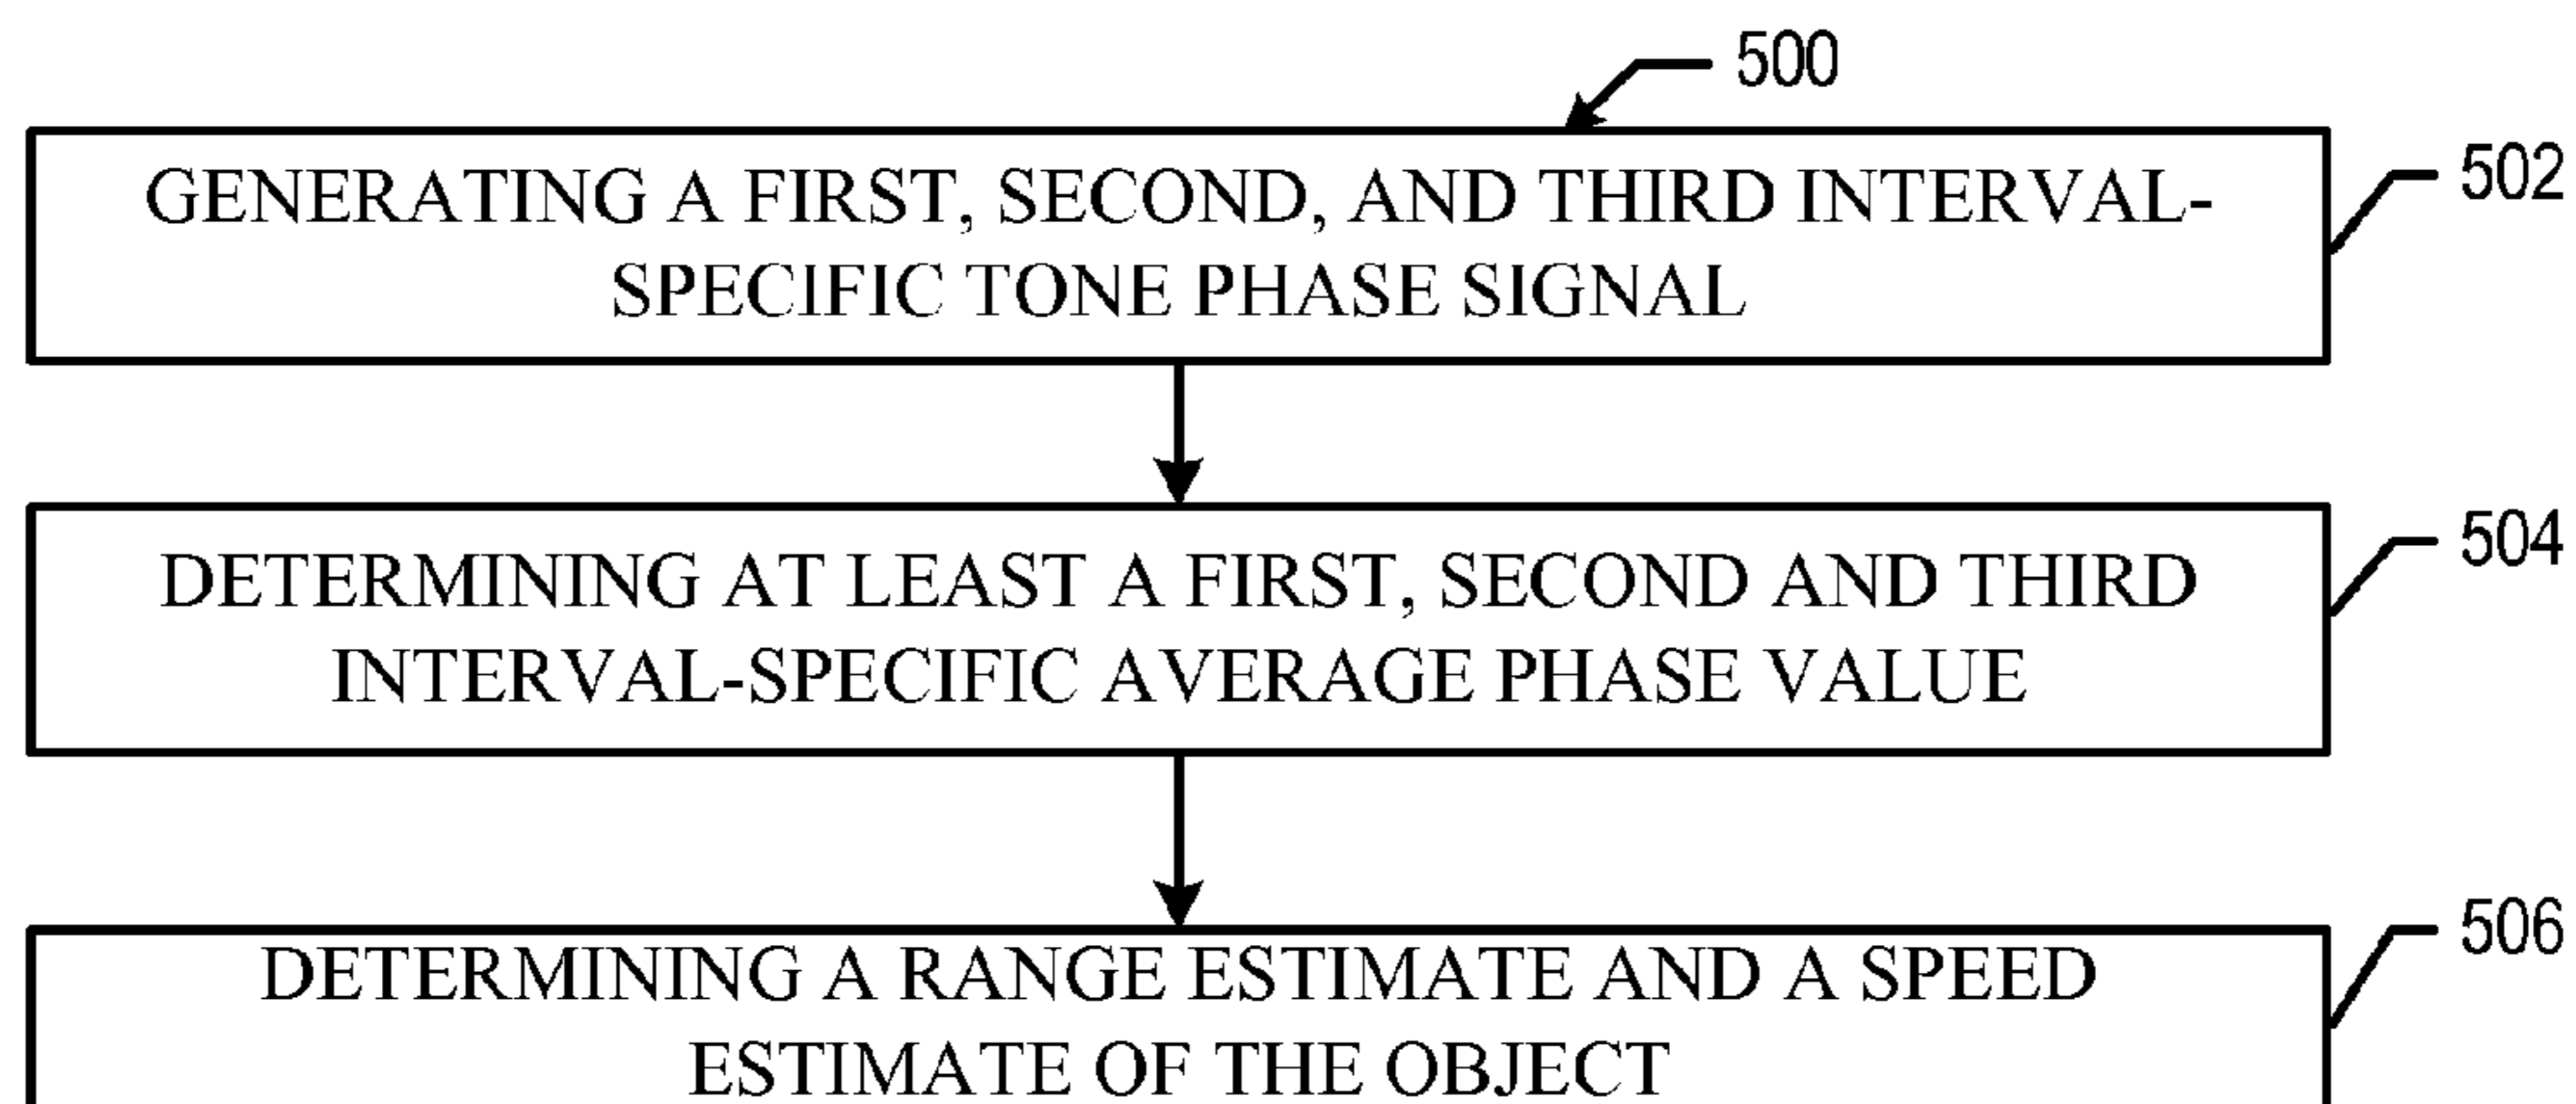 500
GENERATING A FIRST, SECOND, AND THIRD INTERVAL-
SPECIFIC TONE PHASE SIGNAL
502
DETERMINING AT LEAST A FIRST, SECOND AND THIRD
INTERVAL-SPECIFIC AVERAGE PHASE VALUE
504
DETERMINING A RANGE ESTIMATE AND A SPEED
ESTIMATE OF THE OBJECT
506